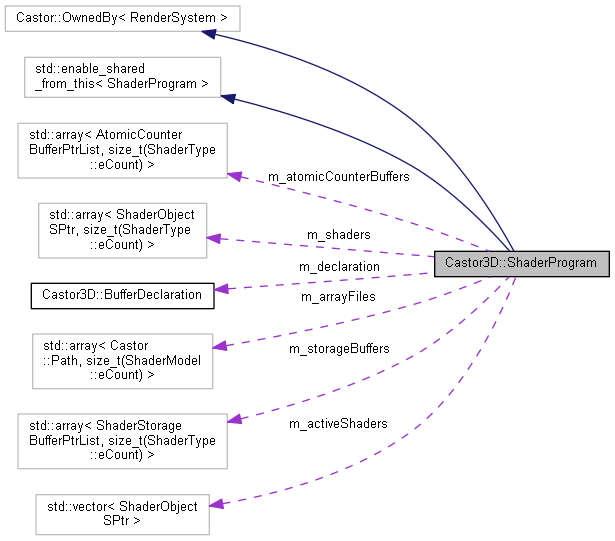 Castor::OwnedBy< RenderSystem >
std::enable_shared
_from_this< ShaderProgram >
std::array< AtomicCounter
BufferPtrList, size_t(ShaderType
::eCount) >
m_atomicCounterBuffers
std::array< ShaderObject
SPtr, size_t(ShaderType
::eCount) >
m_shaders
Castor3D::ShaderProgram
m_declaration
Castor3D::BufferDeclaration
m_arrayFiles
std::array< Castor
::Path, size_t(ShaderModel
::eCount) >
m_storageBuffers
std::array< ShaderStorage
BufferPtrList, size_t(ShaderType
::eCount) >
m_activeShaders
std::vector< ShaderObject
SPtr >